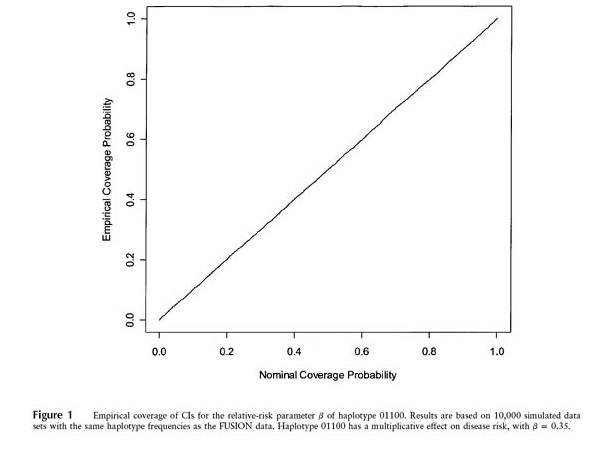 1.0
0.8
0.6
0.4
0.2
0.0
Empirical Coverage Probability
0.0 0.2 0.4 0.6 0.8 1.0
Nominal Coverage Probability
Figure 1 Empirical coverage of CIs for the relative-risk parameter β of haplotype 01100. Results are based on 10,000 simulated data
sets with the same haplotype frequencies as the FUSION data. Haplotype 01100 has a multiplicative effect on disease risk, with β = 0.35.